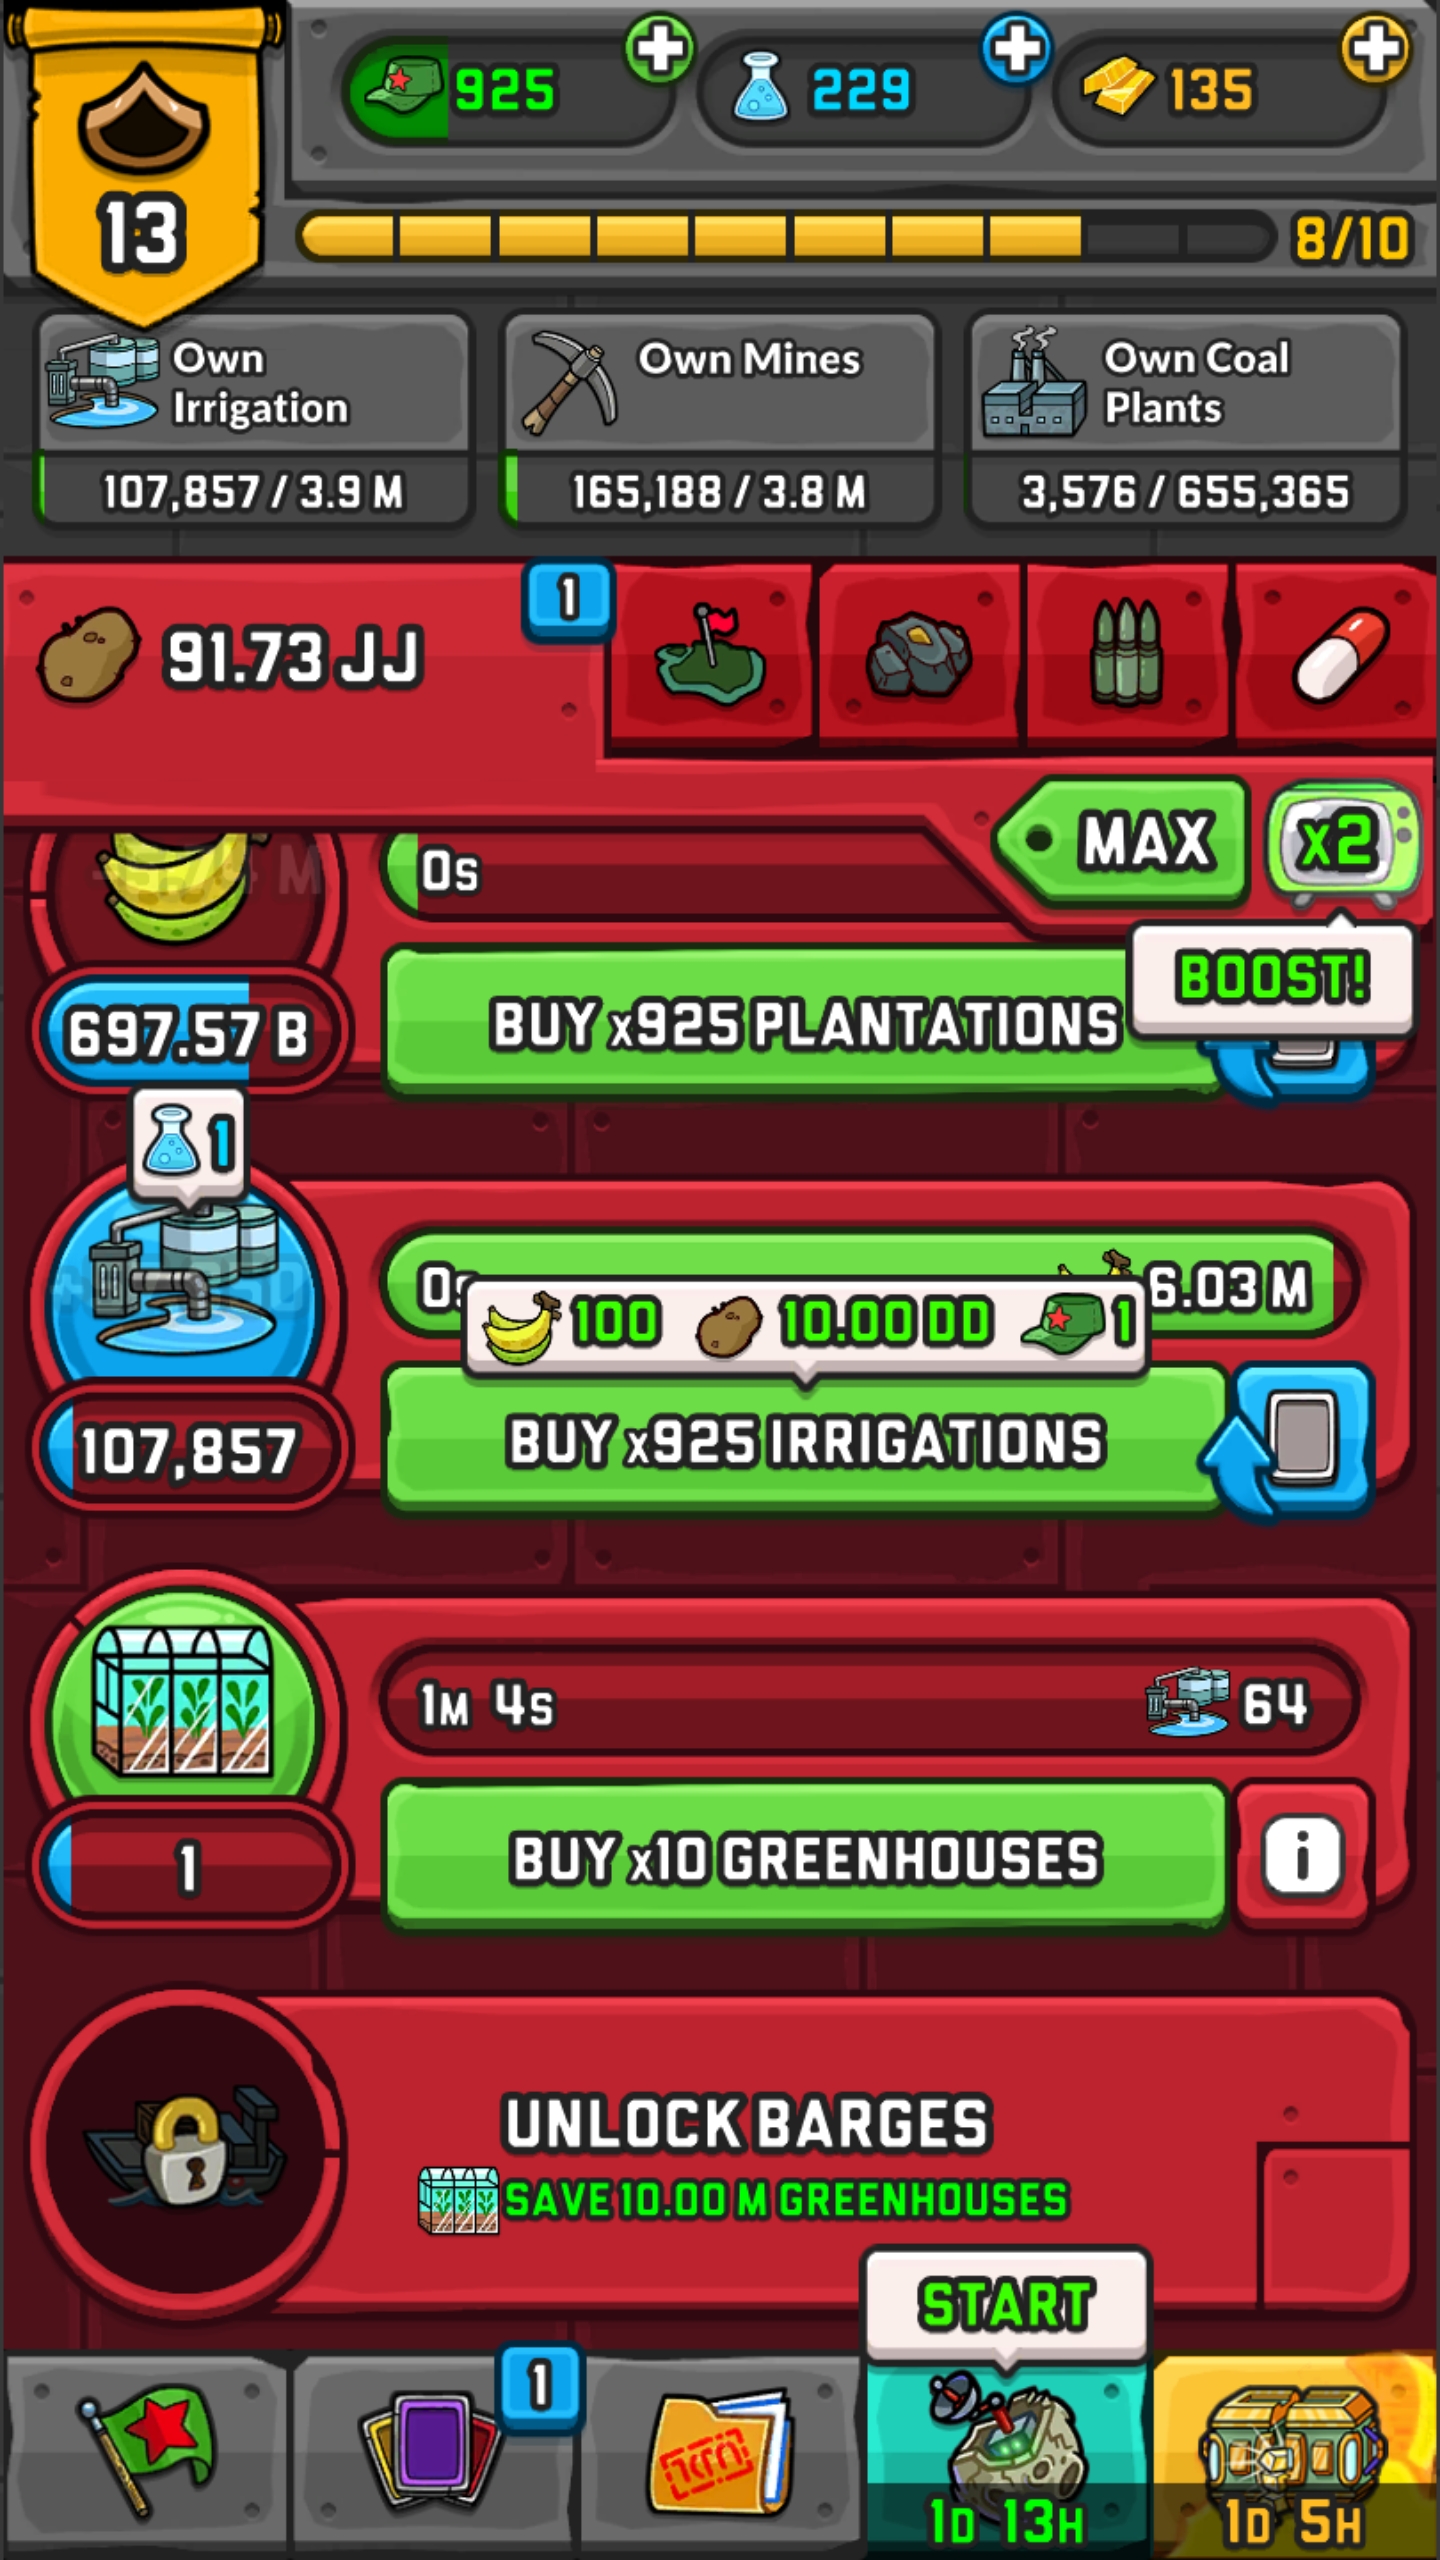 925
229
135
13
8/10
Own
Irrigation
107,857 / 3.9 M
Own Mines
165,188 / 3.8 M
Own Coal
Plants
3,576 / 655,365
91.73 JJ
1
MAX
x2
BOOST!
0s
697.57 B
BUY x925 PLANTATIONS
1
0s
6.03 M
100
10.00 DD
1
107,857
BUY x925 IRRIGATIONS
1M 4s
64
1
BUY x10 GREENHOUSES
i
UNLOCK BARGES
SAVE 10.00 M GREENHOUSES
START
1
1D 13H
1D 5H